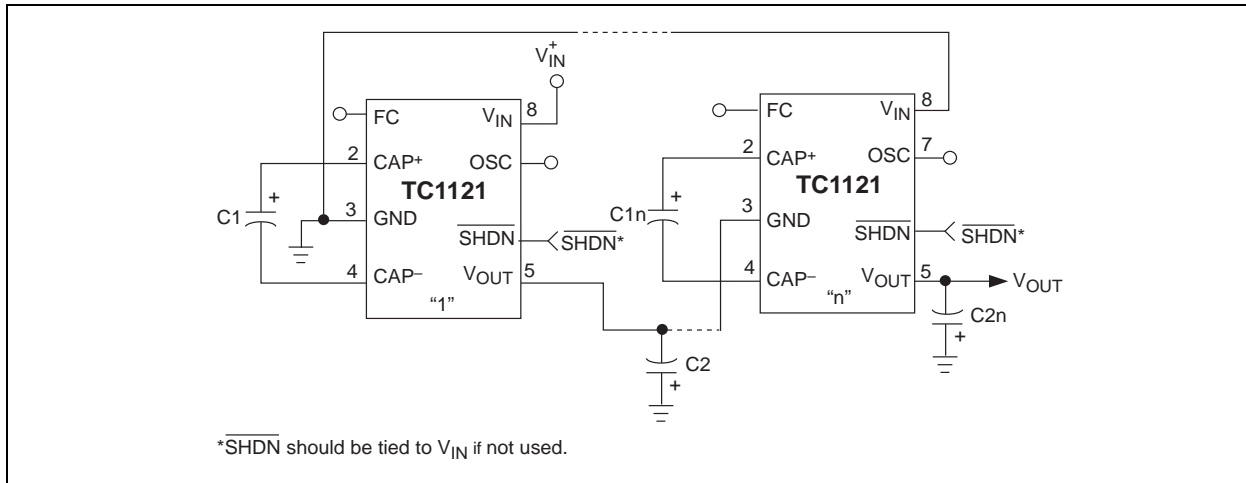 V+IN
FC
VIN
8
2
CAP+
OSC
TC1121
C1
+
3
GND
SHDN
SHDN*
4
CAP–
VOUT
5
“1”
C2
+
FC
VIN
8
2
CAP+
OSC
7
TC1121
C1n
+
3
GND
SHDN
SHDN*
4
CAP–
VOUT
5
“n”
VOUT
C2n
+
*SHDN should be tied to VIN if not used.